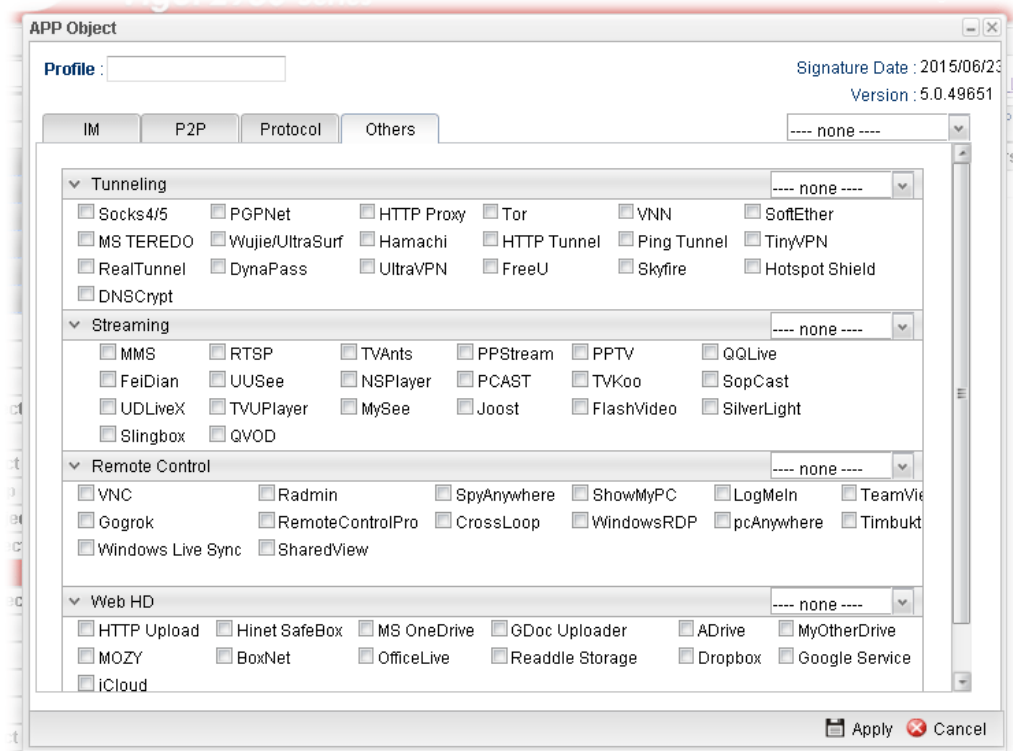 APP Object
Profile :
Signature Date : 2015/06/23
Version : 5.0.49651
IM P2P Protocol Others ---- none ----
Tunneling ---- none ----
Socks4/5 PGPNet HTTP Proxy Tor VNN SoftEther
MS TEREDO Wujie/UltraSurf Hamachi HTTP Tunnel Ping Tunnel TinyVPN
RealTunnel DynaPass UltraVPN FreeU Skyfire Hotspot Shield
DNSCrypt
Streaming ---- none ----
MMS RTSP TVAnts PPStream PPTV QQLive
FeiDian UUSee NSPlayer PCAST TVKoo SopCast
UDLiveX TVUPlayer MySee Joost FlashVideo SilverLight
Slingbox QVOD
Remote Control ---- none ----
VNC Radmin SpyAnywhere ShowMyPC LogMeIn TeamVie
Gogrok RemoteControlPro CrossLoop WindowsRDP pcAnywhere Timbukt
Windows Live Sync SharedView
Web HD ---- none ----
HTTP Upload Hinet SafeBox MS OneDrive GDoc Uploader ADrive MyOtherDrive
MOZY BoxNet OfficeLive Readdle Storage Dropbox Google Service
iCloud
Apply Cancel